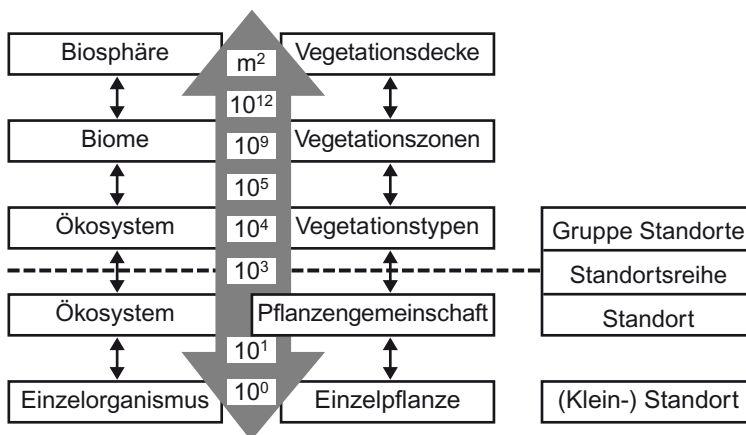 Biosphäre m² Vegetationsdecke
10¹²
Biome 10⁹ Vegetationszonen
10⁵
Ökosystem 10⁴ Vegetationstypen Gruppe Standorte
10³ Standortsreihe
Ökosystem Pflanzengemeinschaft Standort
10¹
Einzelorganismus 10⁰ Einzelpflanze (Klein-) Standort